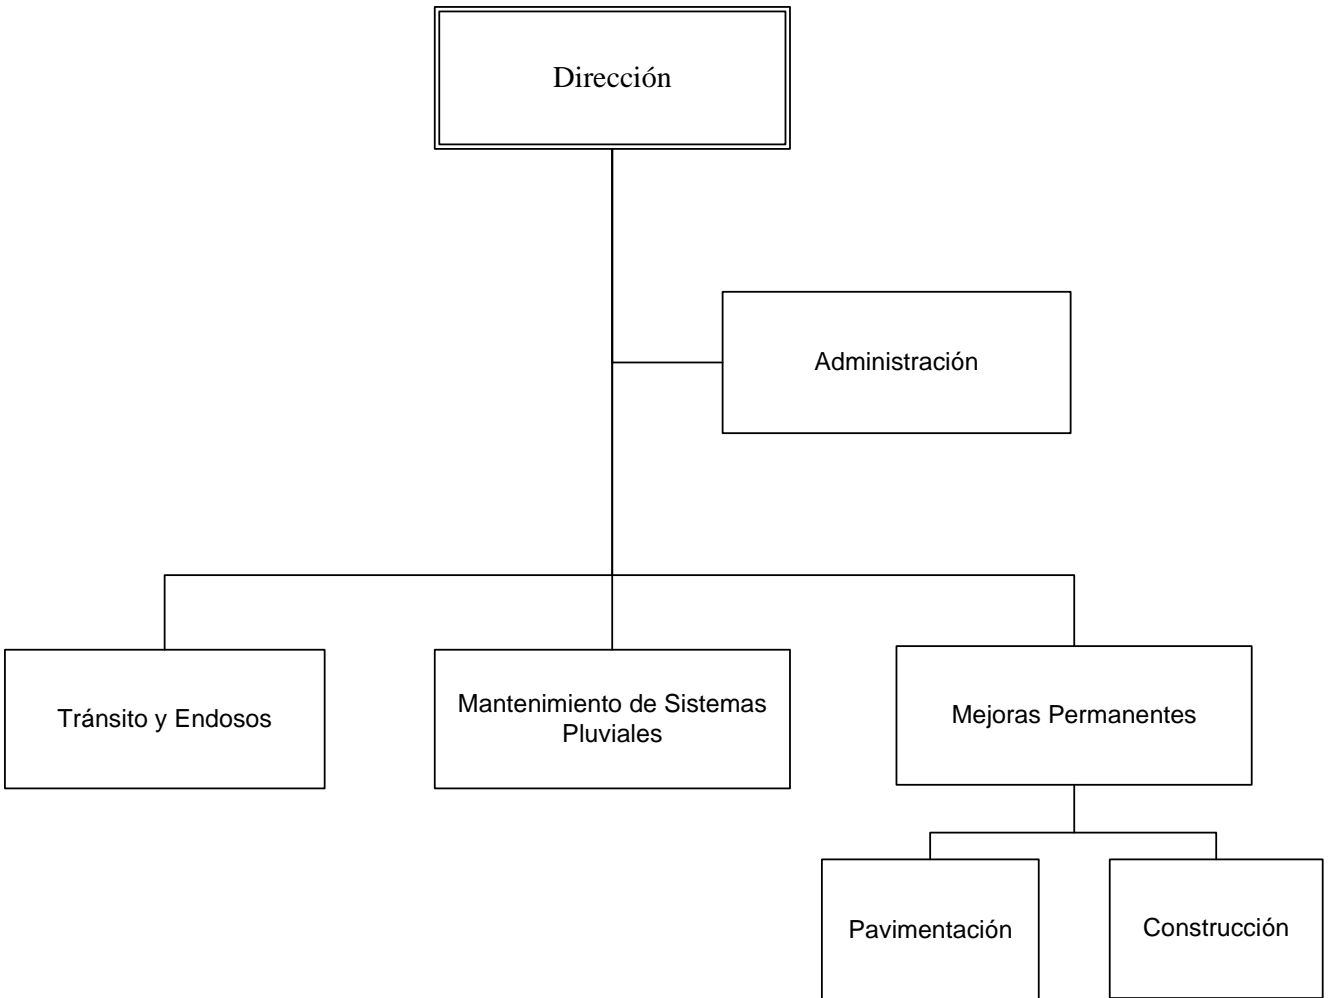 Dirección
Administración
Tránsito y Endosos
Mantenimiento de Sistemas
Pluviales
Mejoras Permanentes
Pavimentación
Construcción